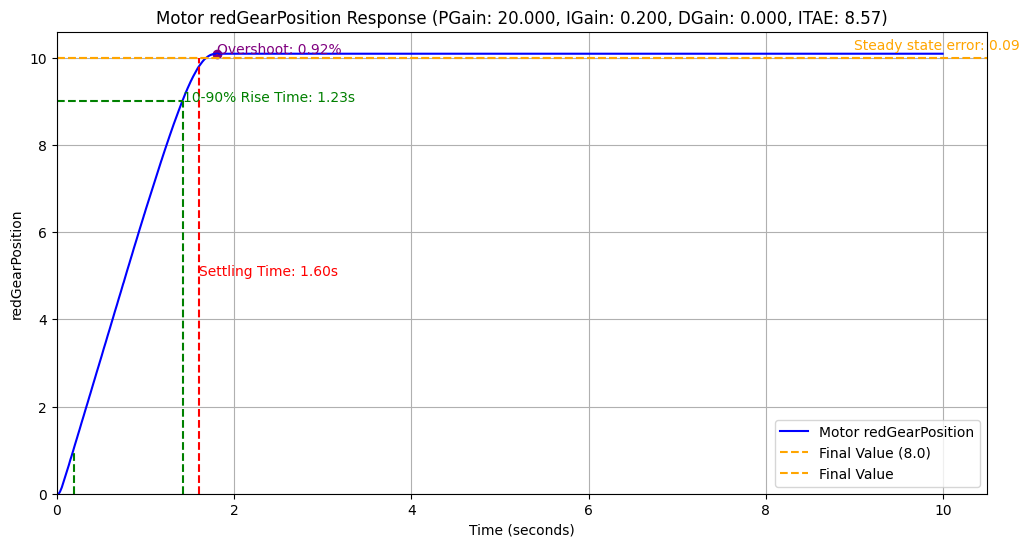 Motor redGearPosition Response (PGain: 20.000, IGain: 0.200, DGain: 0.000, ITAE: 8.57)
Steady state error: 0.09
Overshoot: 0.92%
10-90% Rise Time: 1.23s
Settling Time: 1.60s
redGearPosition
10
8
6
4
2
0
0 2 4 6 8 10
Time (seconds)
Motor redGearPosition
Final Value (8.0)
Final Value